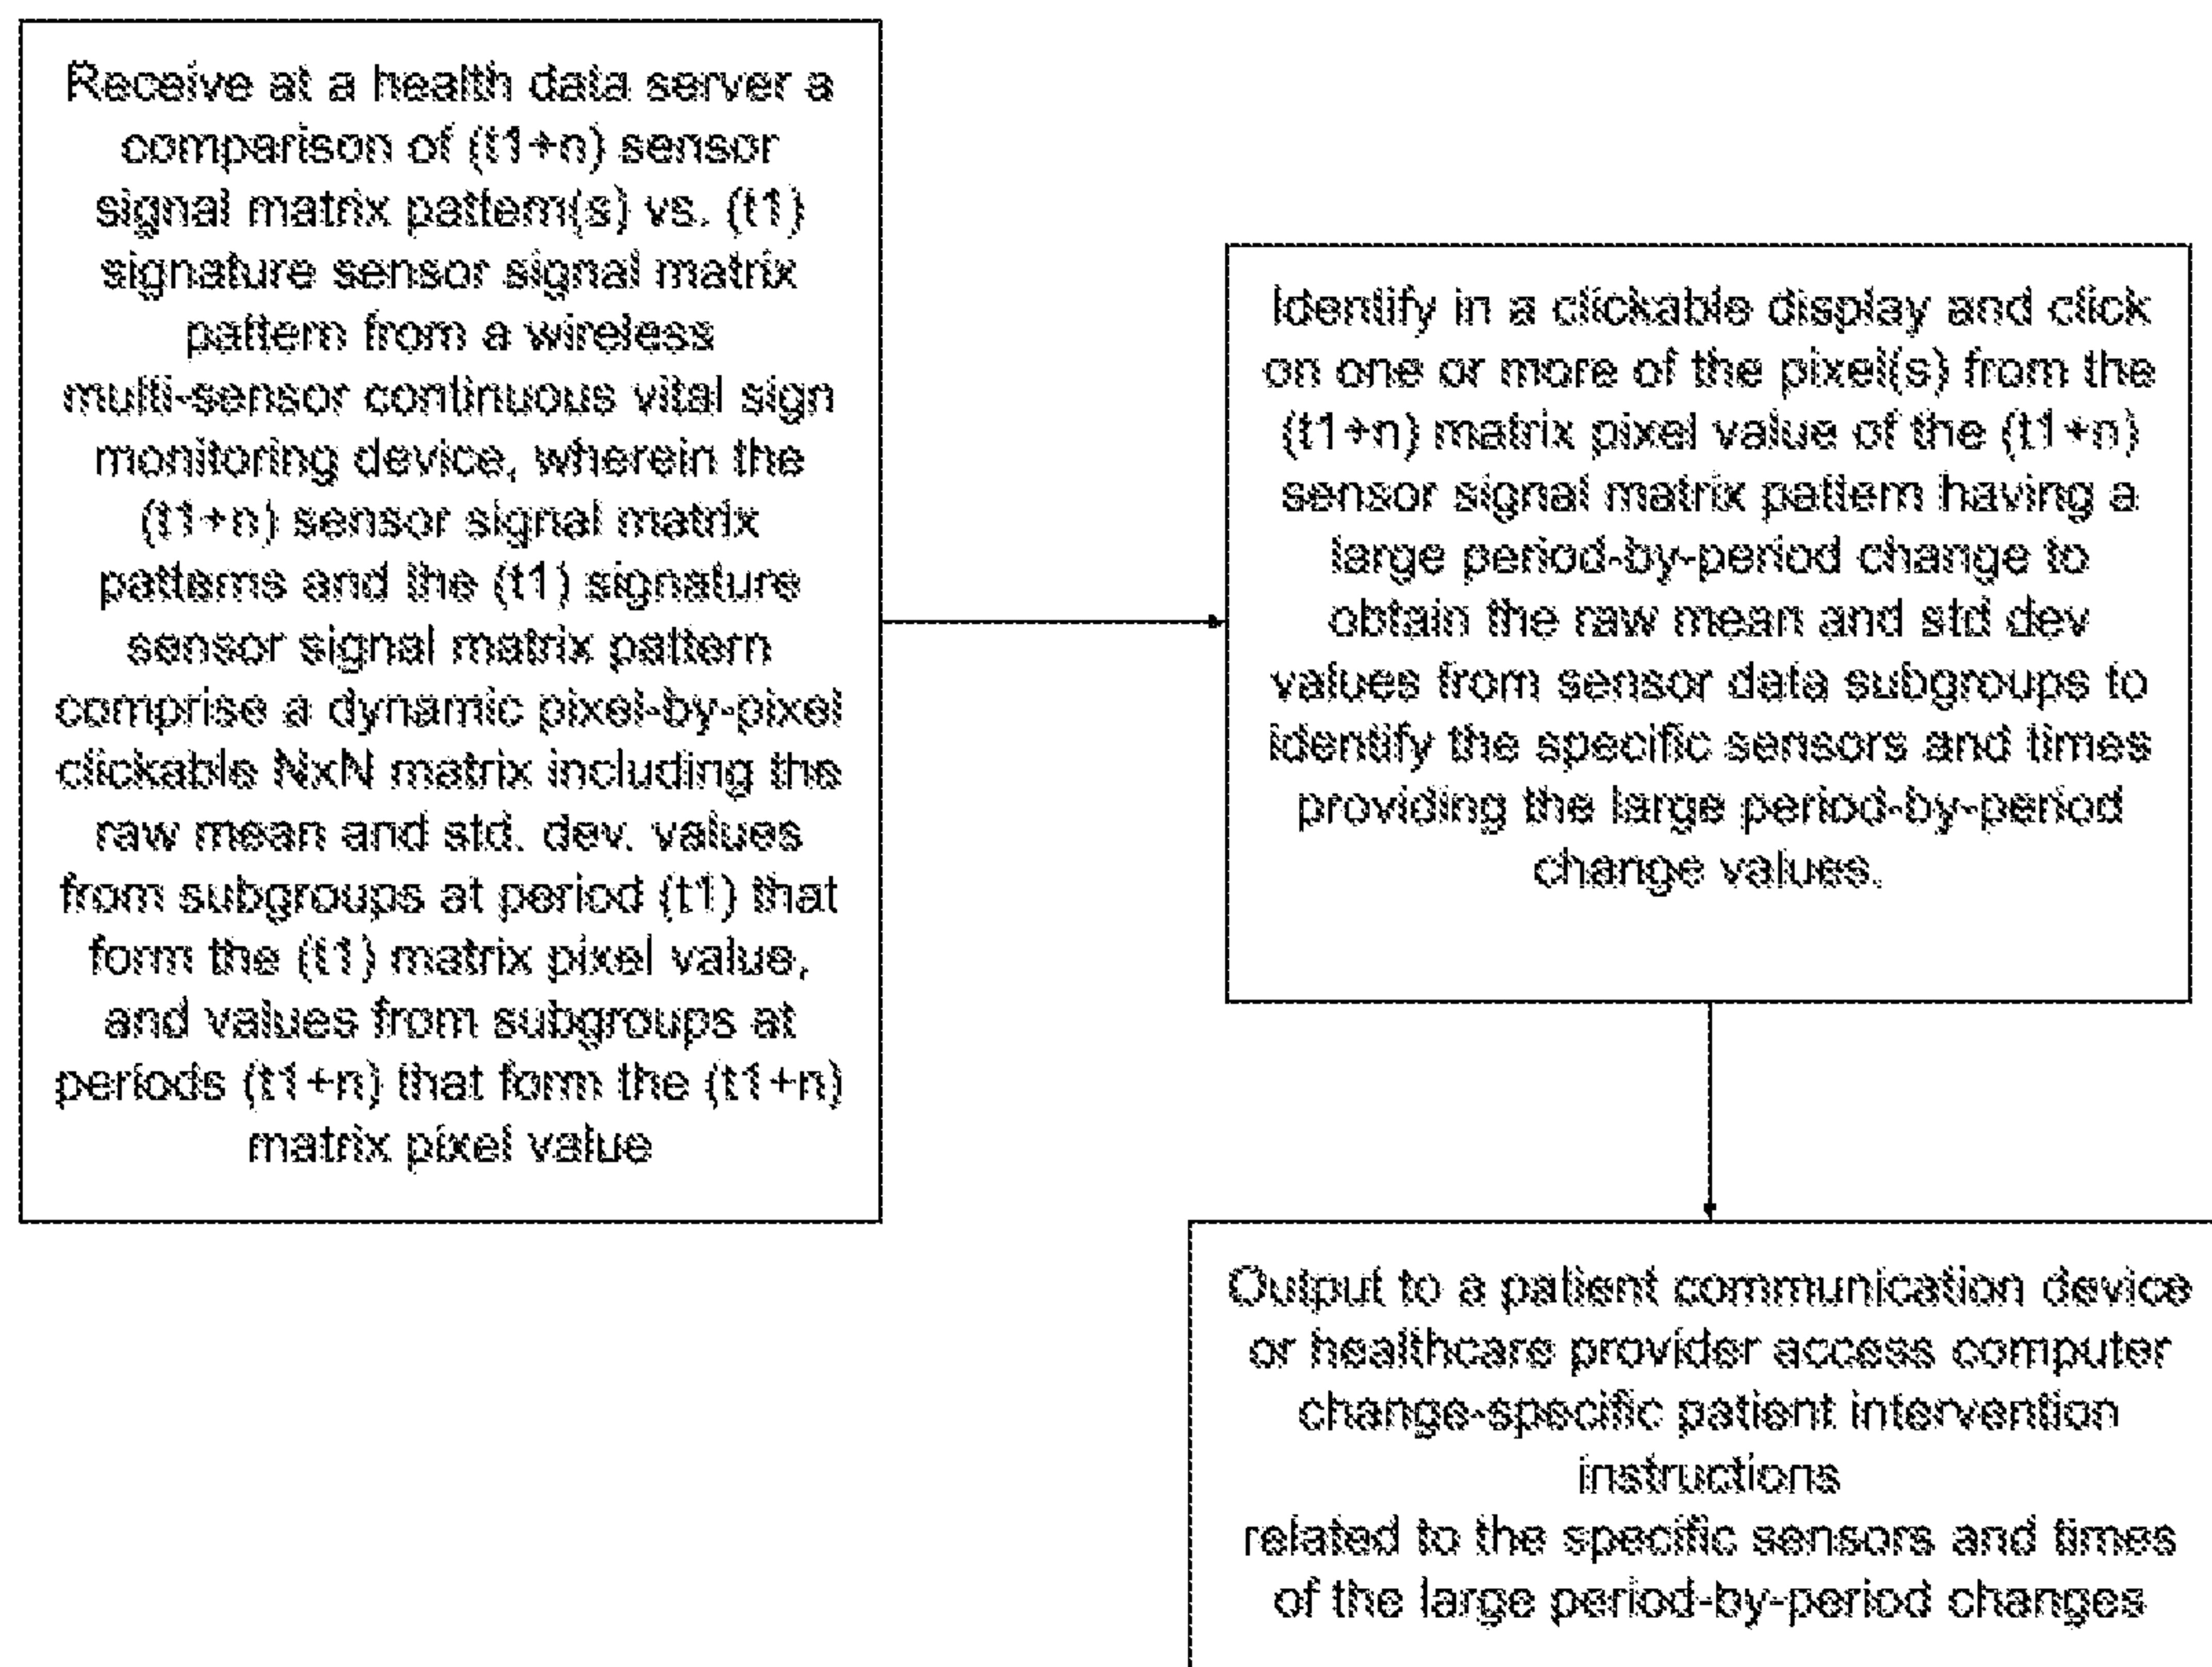 Receive at a health data server a
comparison of (t1+n) sensor
signal matrix pattern(s) vs. (t1)
signature sensor signal matrix
pattern from a wireless
multi-sensor continuous vital sign
monitoring device, wherein the
(t1+n) sensor signal matrix
patterns and the (t1) signature
sensor signal matrix pattern
comprise a dynamic pixel-by-pixel
clickable NxN matrix including the
raw mean and std. dev. values
from subgroups at period (t1) that
form the (t1) matrix pixel value,
and values from subgroups at
periods (t1+n) that form the (t1+n)
matrix pixel value
Identify in a clickable display and click
on one or more of the pixel(s) from the
(t1+n) matrix pixel value of the (t1+n)
sensor signal matrix pattern having a
large period-by-period change to
obtain the raw mean and std dev
values from sensor data subgroups to
identify the specific sensors and times
providing the large period-by-period
change values.
Output to a patient communication device
or healthcare provider access computer
change-specific patient intervention
instructions
related to the specific sensors and times
of the large period-by-period changes